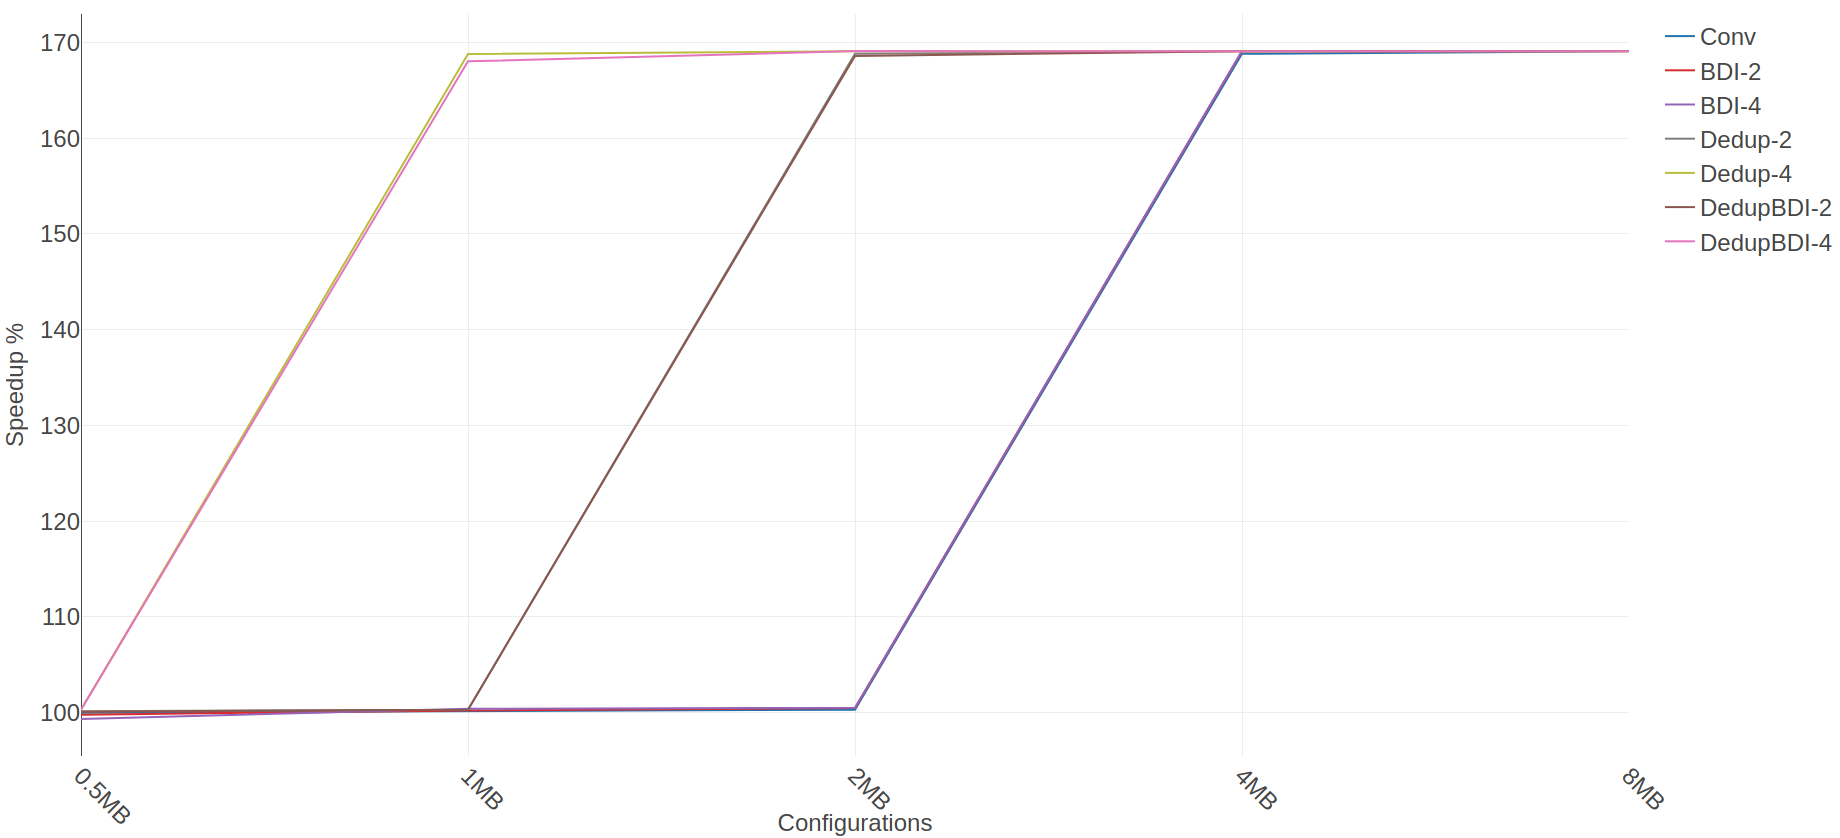 Speedup %
170
160
150
140
130
120
110
100
0.5MB
1MB
2MB
4MB
8MB
Configurations
Conv
BDI-2
BDI-4
Dedup-2
Dedup-4
DedupBDI-2
DedupBDI-4